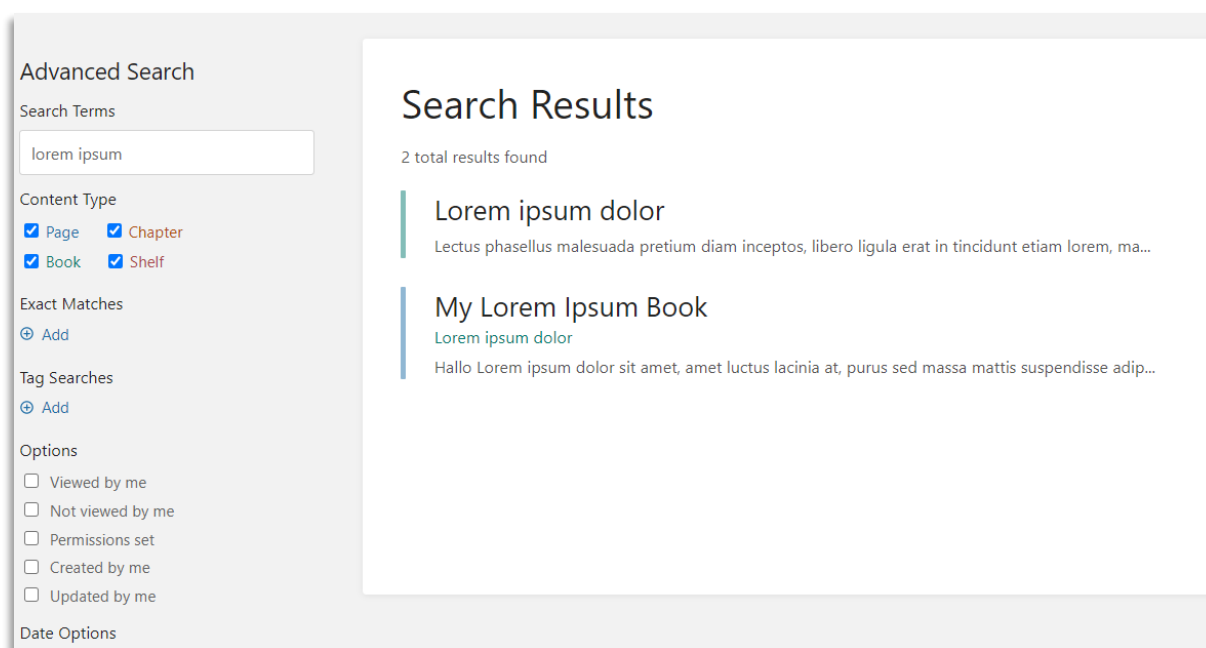 Advanced Search
Search Terms
lorem ipsum
Content Type
Page Chapter
Book Shelf
Exact Matches
Add
Tag Searches
Add
Options
Viewed by me
Not viewed by me
Permissions set
Created by me
Updated by me
Date Options
Search Results
2 total results found
Lorem ipsum dolor
Lectus phasellus malesuada pretium diam inceptos, libero ligula erat in tincidunt etiam lorem, ma...
My Lorem Ipsum Book
Lorem ipsum dolor
Hallo Lorem ipsum dolor sit amet, amet luctus lacinia at, purus sed massa mattis suspendisse adip...